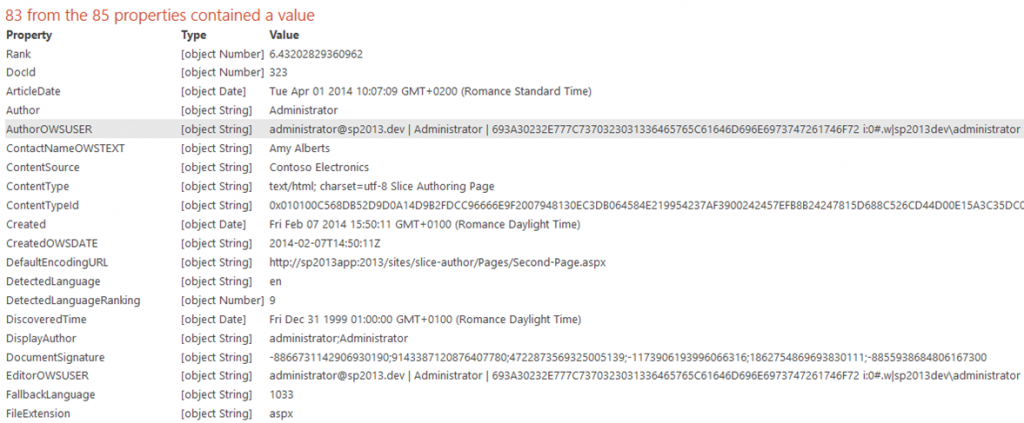 83 from the 85 properties contained a value
Property Type Value
Rank [object Number] 6.43202829360962
DocId [object Number] 323
ArticleDate [object Date] Tue Apr 01 2014 10:07:09 GMT+0200 (Romance Standard Time)
Author [object String] Administrator
AuthorOWSUSER [object String] administrator@sp2013.dev | Administrator | 693A30232E777C7370323031336465765C61646D696E6973747261746F72 i:0#.w|sp2013dev\administrator
ContactNameOWSTEXT [object String] Amy Alberts
ContentSource [object String] Contoso Electronics
ContentType [object String] text/html; charset=utf-8 Slice Authoring Page
ContentTypeId [object String] 0x010100C568DB52D9D0A14D9B2FDCC96666E9F2007948130EC3DB064584E219954237AF3900242457EFB8B24247815D688C526CD44D00E15A3C35DC0
Created [object Date] Fri Feb 07 2014 15:50:11 GMT+0100 (Romance Daylight Time)
CreatedOWSDATE [object String] 2014-02-07T14:50:11Z
DefaultEncodingURL [object String] http://sp2013app:2013/sites/slice-author/Pages/Second-Page.aspx
DetectedLanguage [object String] en
DetectedLanguageRanking [object Number] 9
DiscoveredTime [object Date] Fri Dec 31 1999 01:00:00 GMT+0100 (Romance Daylight Time)
DisplayAuthor [object String] administrator;Administrator
DocumentSignature [object String] -8866731142906930190;9143387120876407780;4722873569325005139;-1173906193996066316;1862754869693830111;-8855938684806167300
EditorOWSUSER [object String] administrator@sp2013.dev | Administrator | 693A30232E777C7370323031336465765C61646D696E6973747261746F72 i:0#.w|sp2013dev\administrator
FallbackLanguage [object String] 1033
FileExtension [object String] aspx